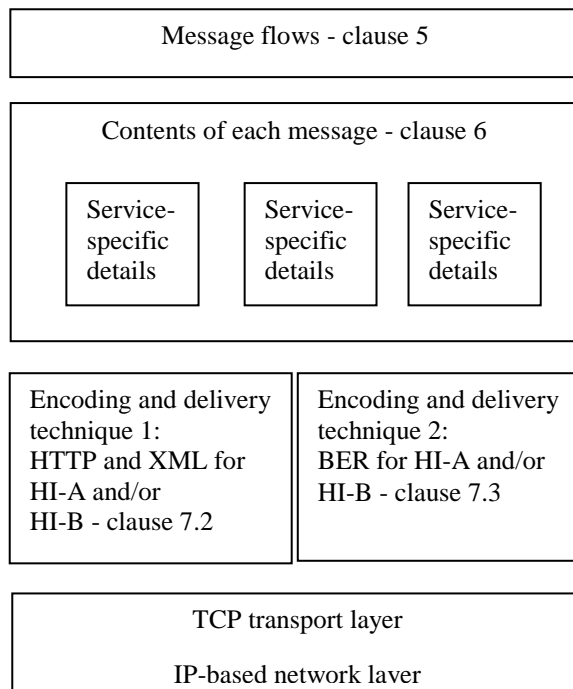 Message flows - clause 5
Contents of each message - clause 6
Service-
specific
details
Service-
specific
details
Service-
specific
details
Encoding and delivery
technique 1:
HTTP and XML for
HI-A and/or
HI-B - clause 7.2
Encoding and delivery
technique 2:
BER for HI-A and/or
HI-B - clause 7.3
TCP transport layer
IP-based network layer